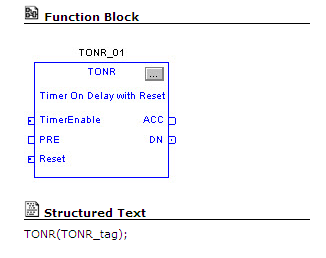 Function Block
TONR_01
TONR
...
Timer On Delay with Reset
TimerEnable ACC
PRE DN
Reset
Structured Text
TONR(TONR_tag);